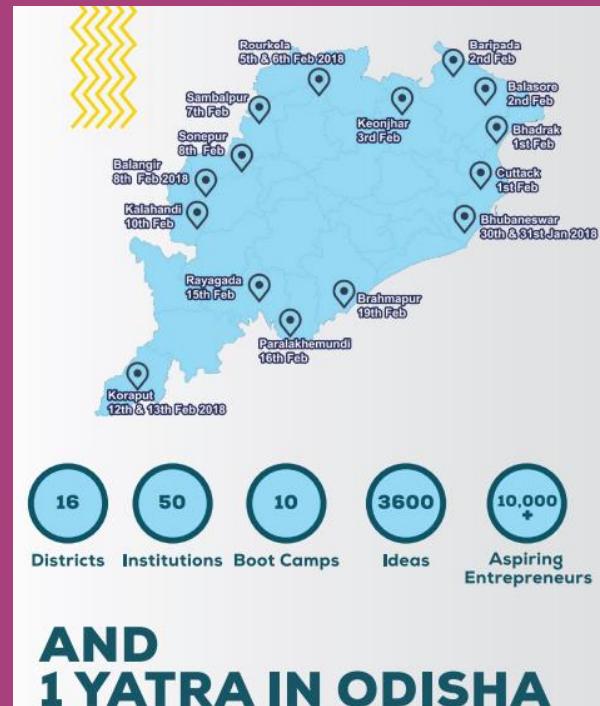 Rourkela
5th & 6th Feb 2018
Baripada
2nd Feb
Sambalpur
7th Feb
Keonjhar
3rd Feb
Balasore
2nd Feb
Sonepur
8th Feb
Bhadrak
1st Feb
Balangir
8th Feb 2018
Cuttack
1st Feb
Kalahandi
10th Feb
Bhubaneswar
30th & 31st Jan 2018
Rayagada
15th Feb
Brahmapur
19th Feb
Paralakhemundi
16th Feb
Koraput
12th & 13th Feb 2018
16
Districts
50
Institutions
10
Boot Camps
3600
Ideas
10,000
+
Aspiring
Entrepreneurs
AND
1 YATRA IN ODISHA